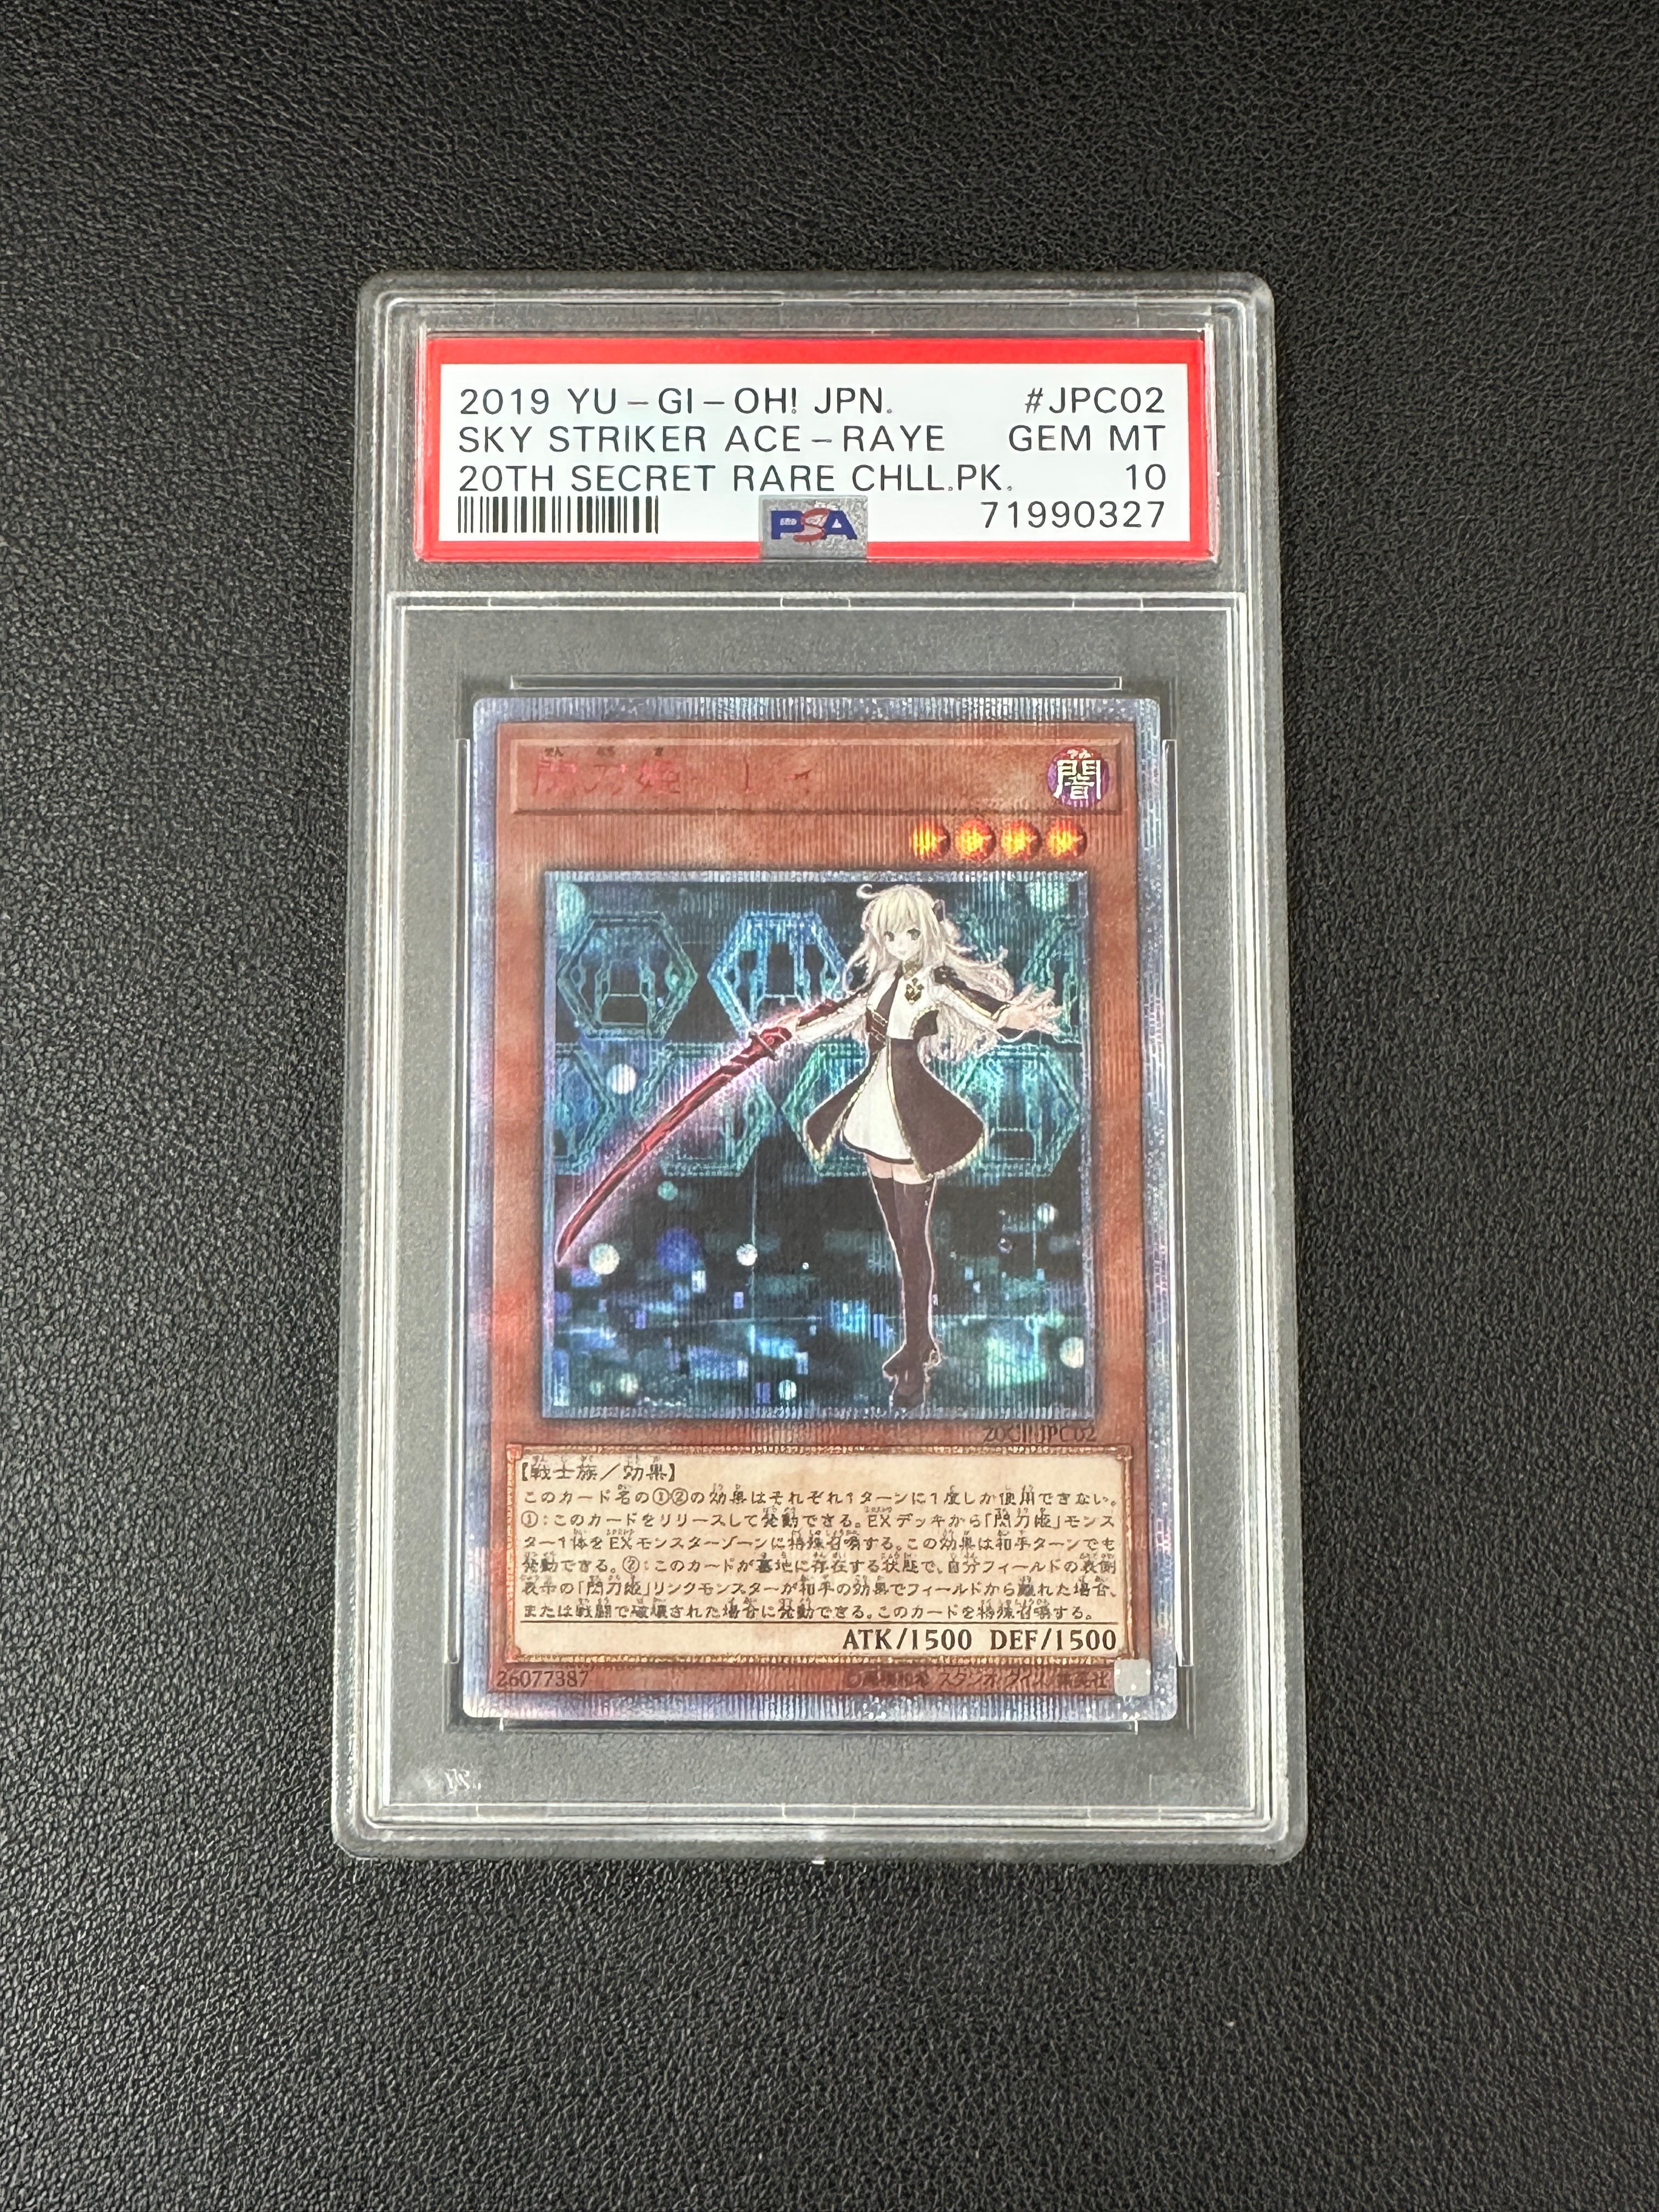 2019 YU-GI-OH! JPN. #JPC02
SKY STRIKER ACE-RAYE GEM MT
20TH SECRET RARE CHLL.PK. 10
PSA 71990327
閃刀姫－レイ
闇
20CP-JPC02
【戦士族／効果】
このカード名の①②の効果はそれぞれ1ターンに1度しか使用できない。
①：このカードをリリースして発動できる。EXデッキから「閃刀姫」モンス
ター1体をEXモンスターゾーンに特殊召喚する。この効果は相手ターンでも
発動できる。②：このカードが墓地に存在する状態で、自分フィールドの表側
表示の「閃刀姫」リンクモンスターが相手の効果でフィールドから離れた場合、
または戦闘で破壊された場合に発動できる。このカードを特殊召喚する。
ATK/1500 DEF/1500
26077387 スタジオ・ダイス